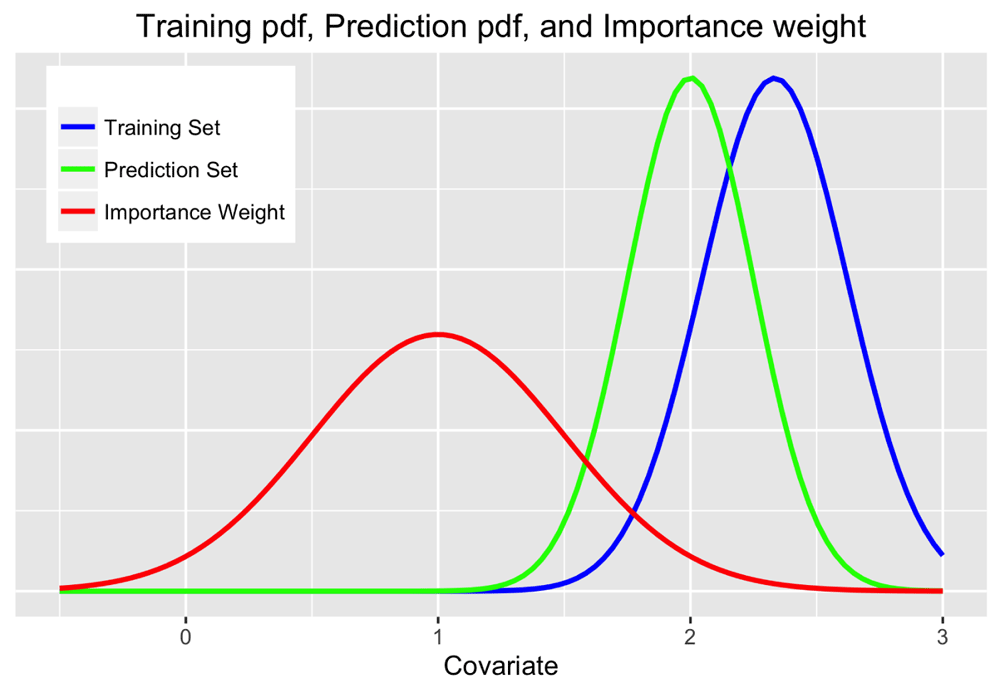 Training pdf, Prediction pdf, and Importance weight
Training Set
Prediction Set
Importance Weight
0 1 2 3
Covariate